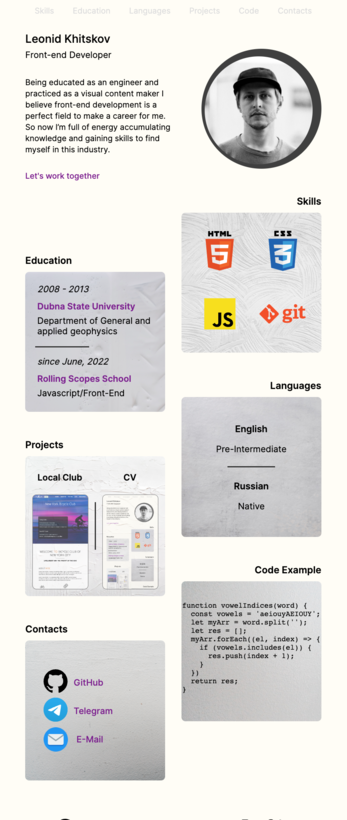 Skills Education Languages Projects Code Contacts
Leonid Khitskov
Front-end Developer
Being educated as an engineer and
practiced as a visual content maker I
believe front-end development is a
perfect field to make a career for me.
So now I'm full of energy accumulating
knowledge and gaining skills to find
myself in this industry.
Let's work together
Skills
HTML CSS
5 3
JS git
Education
2008 - 2013
Dubna State University
Department of General and
applied geophysics
since June, 2022
Rolling Scopes School
Javascript/Front-End
Languages
English
Pre-Intermediate
Russian
Native
Projects
Local Club CV
Code Example
function vowelIndices(word) {
const vowels = `aeiouyAEIOUY`;
let myArr = word.split('');
let res = [];
myArr.forEach((el, index) => {
if (vowels.includes(el)) {
res.push(index + 1);
}
})
return res;
}
Contacts
GitHub
Telegram
E-Mail